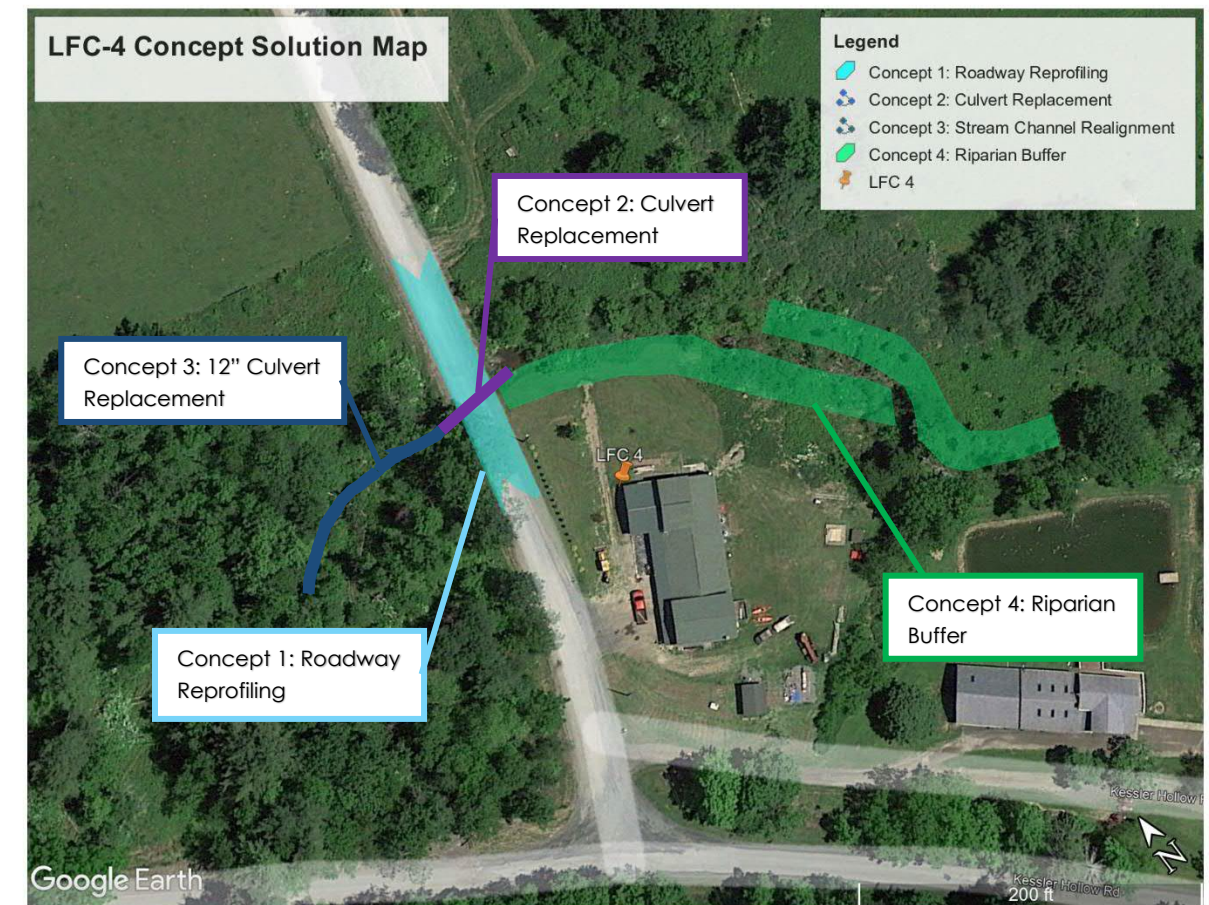 LFC-4 Concept Solution Map
Legend
Concept 1: Roadway Reprofiling
Concept 2: Culvert Replacement
Concept 3: Stream Channel Realignment
Concept 4: Riparian Buffer
LFC 4
Concept 2: Culvert
Replacement
Concept 3: 12” Culvert
Replacement
LFC 4
Concept 4: Riparian
Buffer
Concept 1: Roadway
Reprofiling
Kessler Hollow
N
Google Earth
Kessler Hollow Rd
200 ft